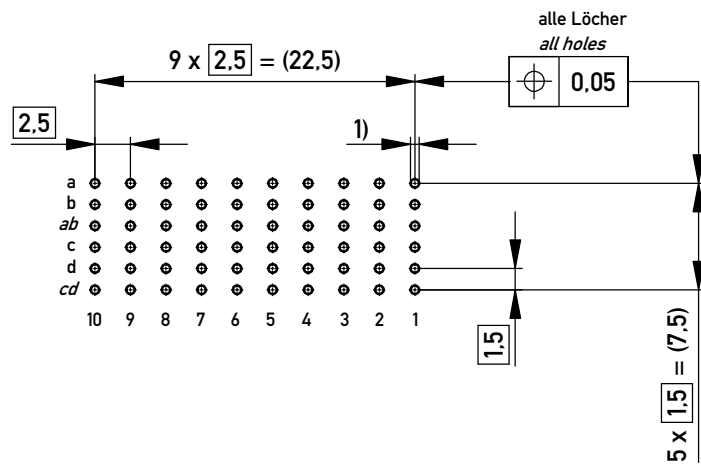 alle Löcher
all holes
9 x 2,5 = (22,5)
0,05
2,5
1)
a
b
ab
c
d
cd
10 9 8 7 6 5 4 3 2 1
1,5
5 x 1,5 = (7,5)